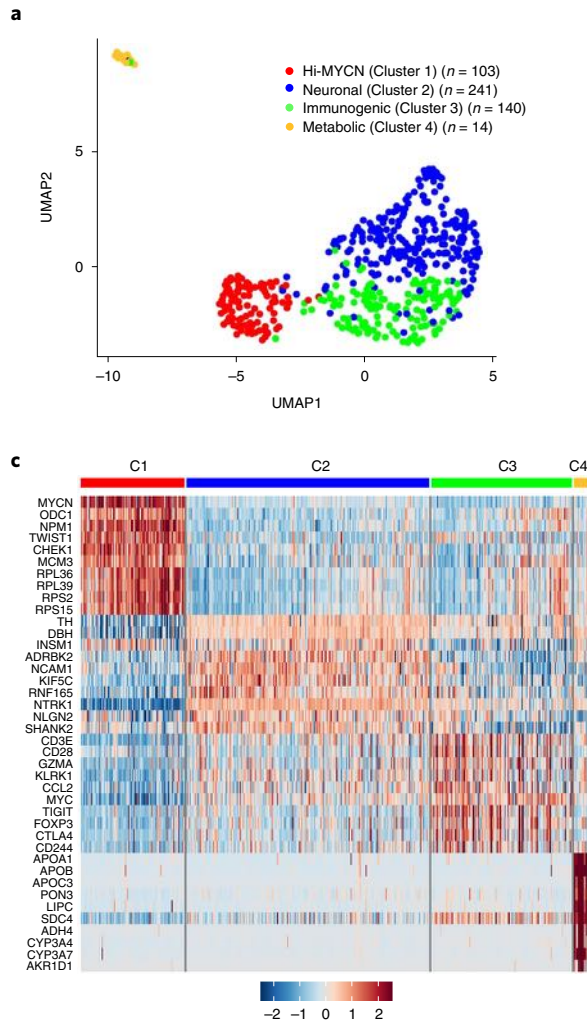 a
Hi-MYCN (Cluster 1) (n = 103)
Neuronal (Cluster 2) (n = 241)
Immunogenic (Cluster 3) (n = 140)
Metabolic (Cluster 4) (n = 14)
5
0
UMAP2
−10
−5
0
5
UMAP1
c
C1 C2 C3 C4
MYCN
ODC1
NPM1
TWIST1
CHEK1
MCM3
RPL36
RPL39
RPS2
RPS15
TH
DBH
INSM1
ADRBK2
NCAM1
KIF5C
RNF165
NTRK1
NLGN2
SHANK2
CD3E
CD28
GZMA
KLRK1
CCL2
MYC
TIGIT
FOXP3
CTLA4
CD244
APOA1
APOB
APOC3
PON3
LIPC
SDC4
ADH4
CYP3A4
CYP3A7
AKR1D1
−2 −1 0 1 2